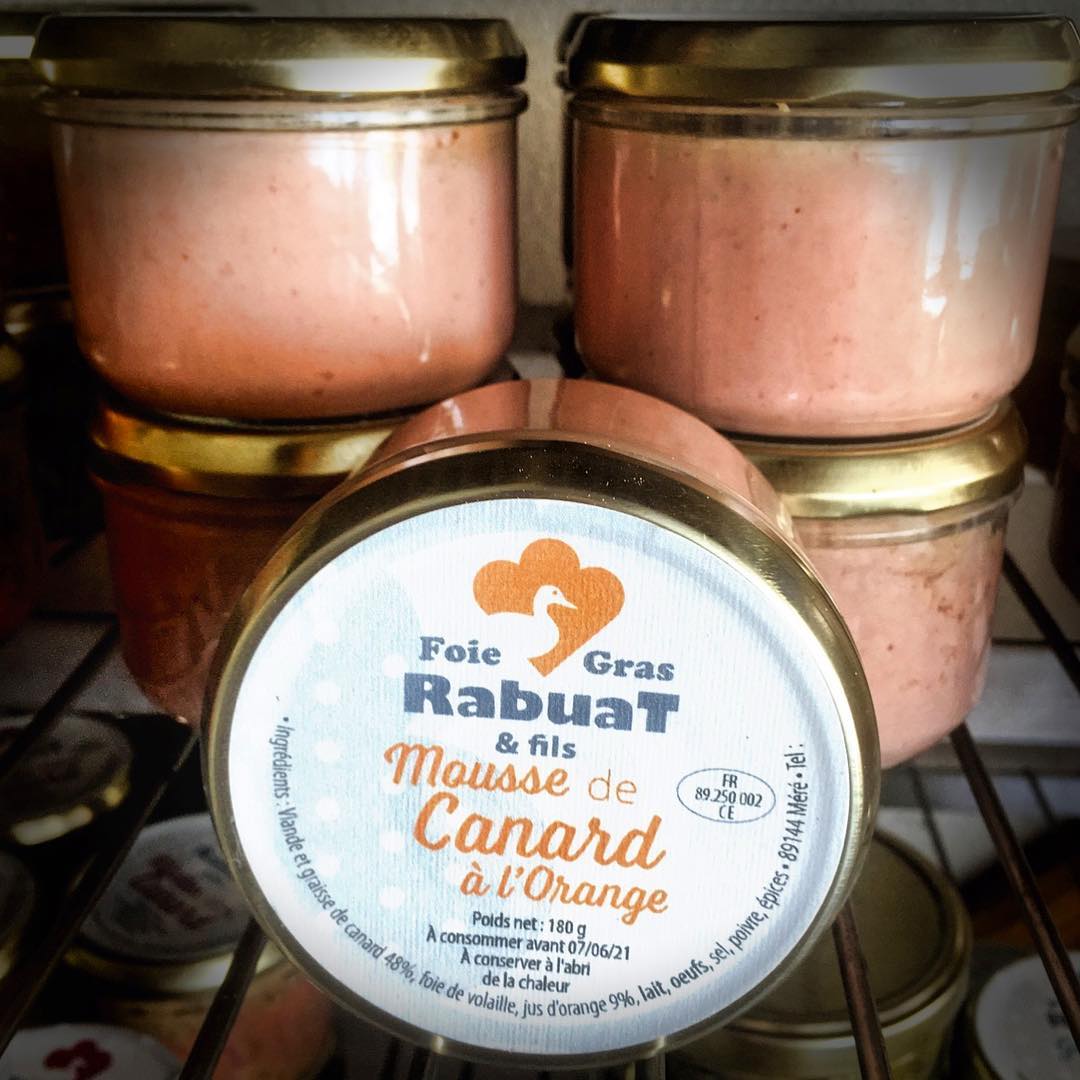 Foie Gras
RabuaT
& fils
Mousse de
Canard
à l'Orange
FR
89.250 002
CE
Poids net : 180 g
À consommer avant 07/06/21
À conserver à l'abri
de la chaleur
• Ingrédients : Viande et graisse de canard 48%, foie de volaille, jus d'orange 9%, lait, oeufs, sel, poivre, épices • 89144 Méré • Tel :